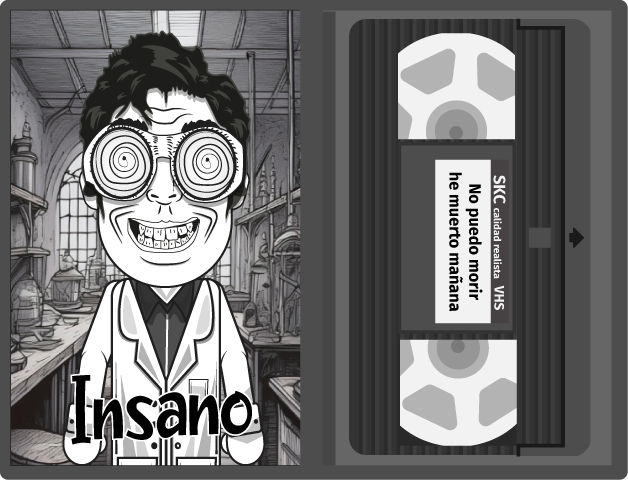 Insano
SKC calidad realista VHS
No puedo morir
he muerto mañana